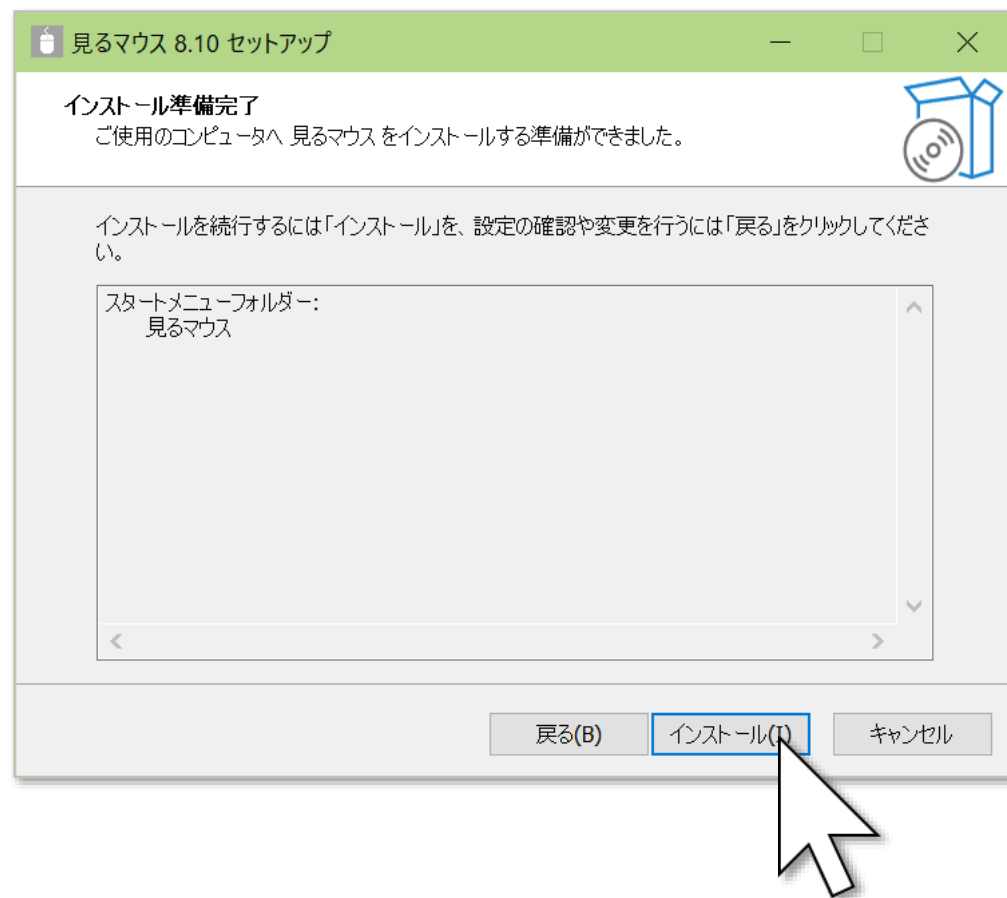 見るマウス 8.10 セットアップ
インストール準備完了
ご使用のコンピュータへ 見るマウス をインストールする準備ができました。
インストールを続行するには「インストール」を、設定の確認や変更を行うには「戻る」をクリックしてくださ
い。
スタートメニューフォルダー:
見るマウス
戻る(B)
インストール(I)
キャンセル